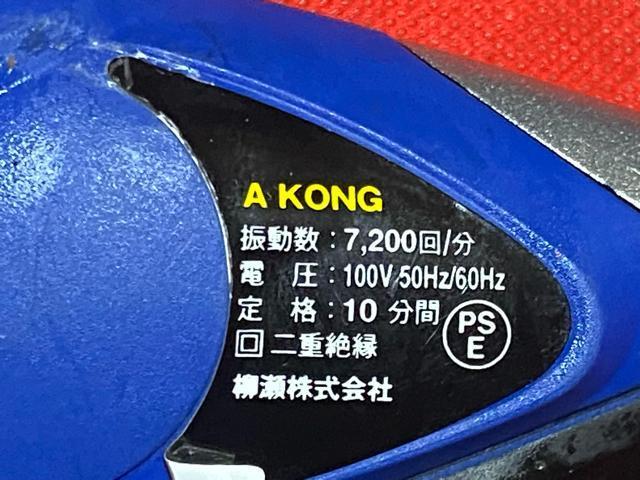 A KONG
振動数：7,200回/分
電　圧：100V 50Hz/60Hz
定　格：10 分間
回 二重絶縁
柳瀬株式会社
PS
E